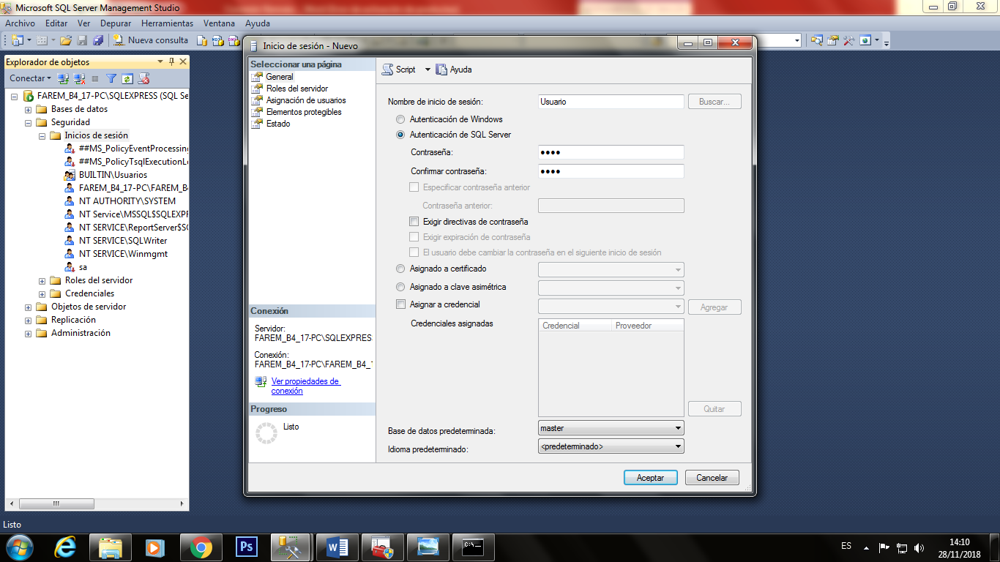 Microsoft SQL Server Management Studio
Archivo Editar Ver Depurar Herramientas Ventana Ayuda
Nueva consulta
Explorador de objetos
Conectar
FAREM_B4_17-PC\SQLEXPRESS (SQL Se
Bases de datos
Seguridad
Inicios de sesión
##MS_PolicyEventProcessing
##MS_PolicyTsqlExecutionLo
BUILTIN\Usuarios
FAREM_B4_17-PC\FAREM_B4
NT AUTHORITY\SYSTEM
NT Service\MSSQL$SQLEXPR
NT SERVICE\ReportServer$SQ
NT SERVICE\SQLWriter
NT SERVICE\Winmgmt
sa
Roles del servidor
Credenciales
Objetos de servidor
Replicación
Administración
Inicio de sesión - Nuevo
Seleccionar una página
General
Roles del servidor
Asignación de usuarios
Elementos protegibles
Estado
Conexión
Servidor:
FAREM_B4_17-PC\SQLEXPRESS
Conexión:
FAREM_B4_17-PC\FAREM_B4_1
Ver propiedades de
conexión
Progreso
Listo
Script Ayuda
Nombre de inicio de sesión: Usuario Buscar...
Autenticación de Windows
Autenticación de SQL Server
Contraseña: ●●●●
Confirmar contraseña: ●●●●
Especificar contraseña anterior
Contraseña anterior:
Exigir directivas de contraseña
Exigir expiración de contraseña
El usuario debe cambiar la contraseña en el siguiente inicio de sesión
Asignado a certificado
Asignado a clave asimétrica
Asignar a credencial Agregar
Credenciales asignadas Credencial Proveedor
Quitar
Base de datos predeterminada: master
Idioma predeterminado: <predeterminado>
Aceptar Cancelar
Listo
Ps
W
C:\
ES
14:10
28/11/2018